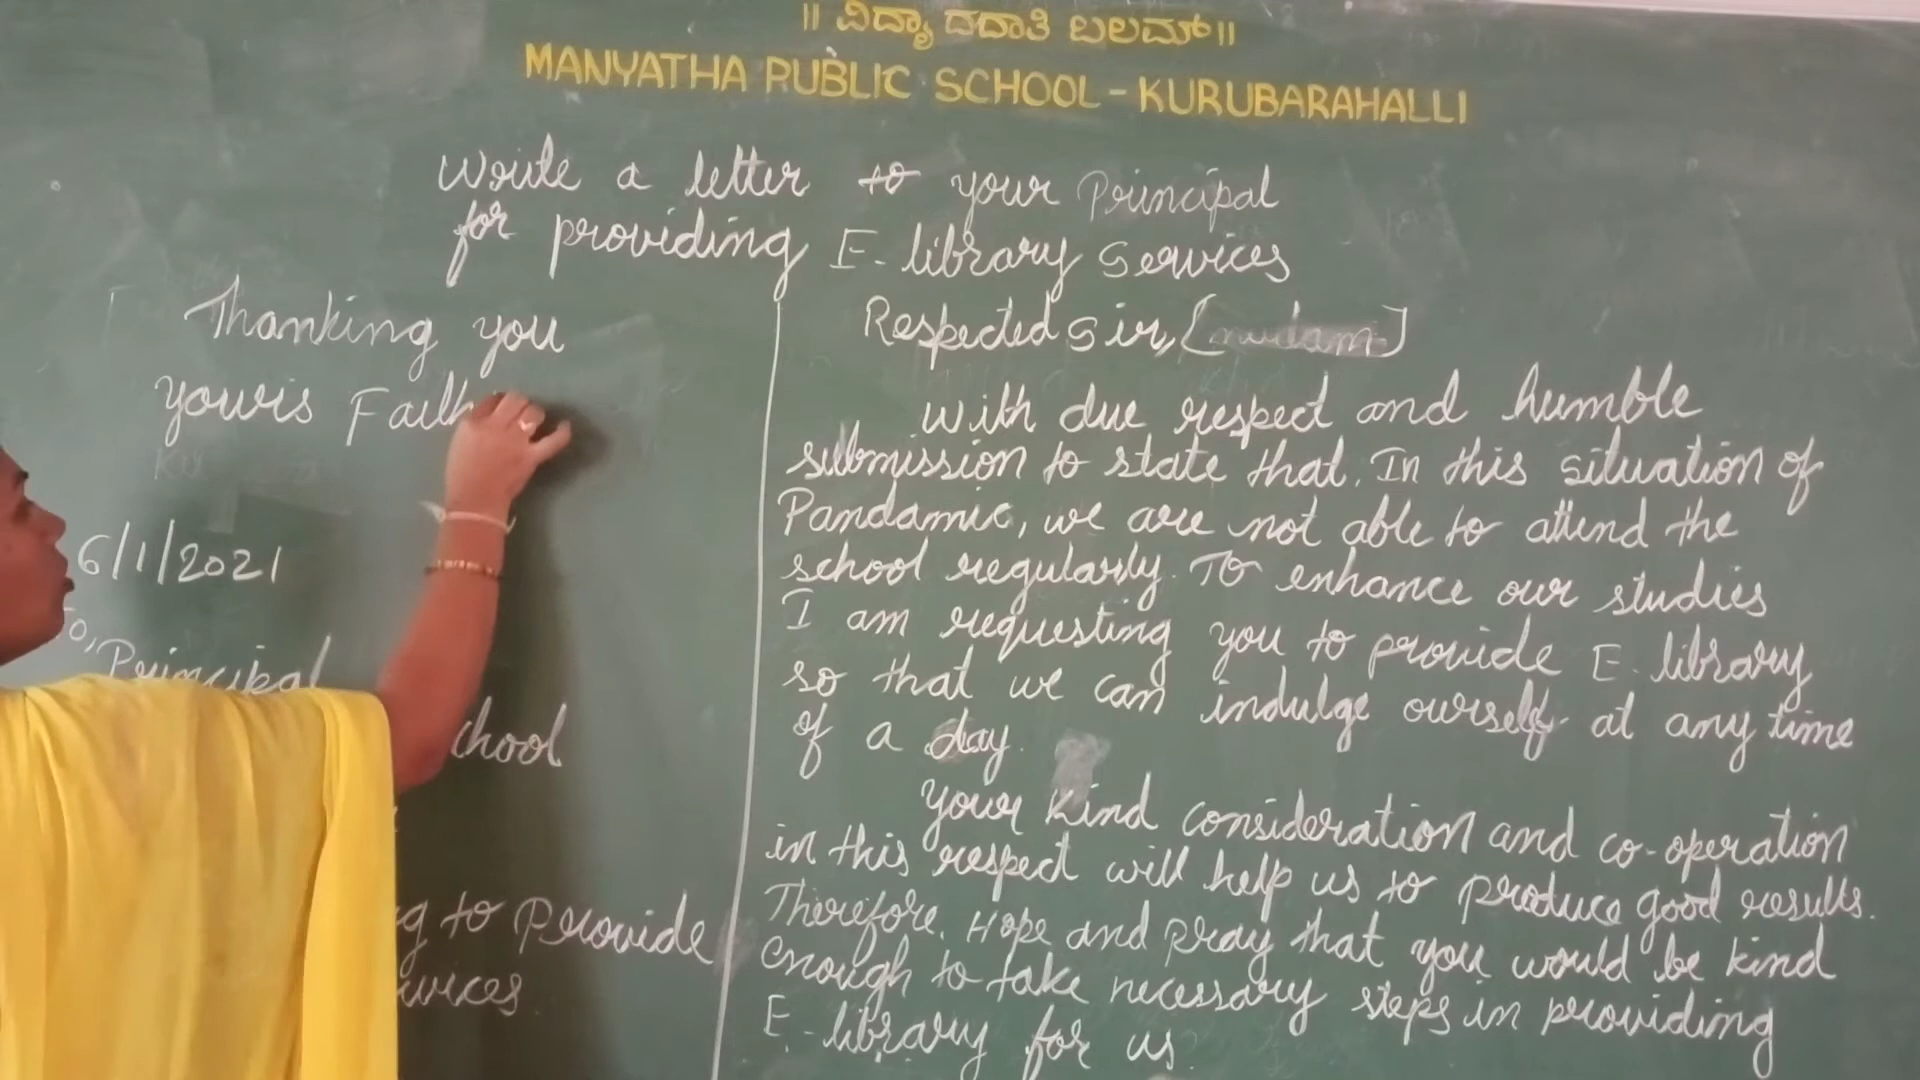 ॥ ವಿದ್ಯಾ ದದಾತಿ ಬಲಮ್ ॥
MANYATHA PUBLIC SCHOOL - KURUBARAHALLI
Write a letter to your Principal
for providing E-library Services
Thanking you
yours Faith
6/1/2021
To,
Principal
chool
g to provide
vices
Respected Sir, [madam]
with due respect and humble
submission to state that. In this situation of
Pandamic, we are not able to attend the
school regularly. To enhance our studies
I am requesting you to provide E-library
so that we can indulge ourself at any time
of a day.
your kind consideration and co-operation
in this respect will help us to produce good results.
Therefore, Hope and pray that you would be kind
enough to take necessary steps in providing
E-library for us